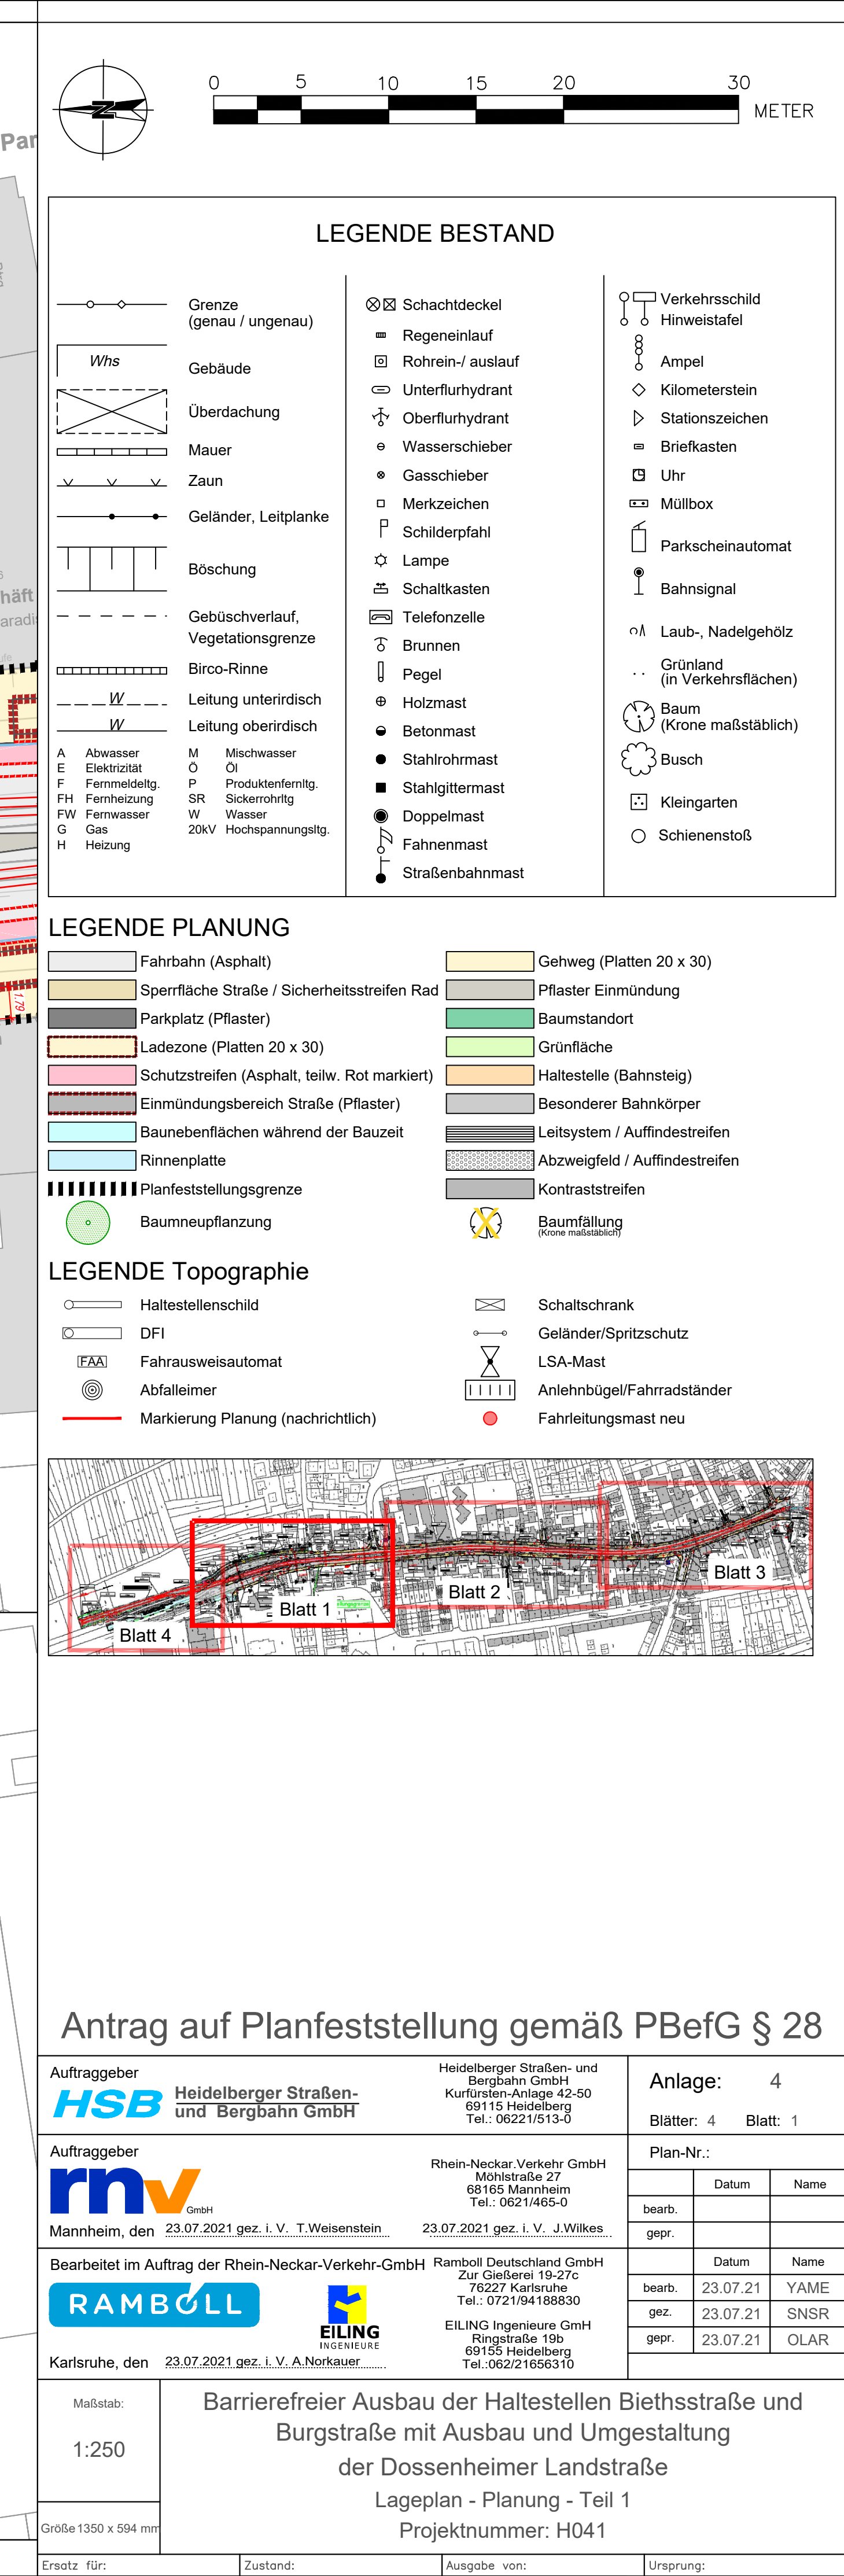 0 5 10 15 20 30
METER
Par
LEGENDE BESTAND
Grenze
(genau / ungenau)
Whs
Gebäude
Überdachung
Mauer
Zaun
Geländer, Leitplanke
Böschung
Gebüschverlauf,
Vegetationsgrenze
Birco-Rinne
W Leitung unterirdisch
W Leitung oberirdisch
A Abwasser
E Elektrizität
F Fernmeldeltg.
FH Fernheizung
FW Fernwasser
G Gas
H Heizung
M Mischwasser
Ö Öl
P Produktenfernltg.
SR Sickerrohrltg
W Wasser
20kV Hochspannungsltg.
Schachtdeckel
Regeneinlauf
Rohrein-/ auslauf
Unterflurhydrant
Oberflurhydrant
Wasserschieber
Gasschieber
Merkzeichen
Schilderpfahl
Lampe
Schaltkasten
Telefonzelle
Brunnen
Pegel
Holzmast
Betonmast
Stahlrohrmast
Stahlgittermast
Doppelmast
Fahnenmast
Straßenbahnmast
Verkehrsschild
Hinweistafel
Ampel
Kilometerstein
Stationszeichen
Briefkasten
Uhr
Müllbox
Parkscheinautomat
Bahnsignal
Laub-, Nadelgehölz
Grünland
(in Verkehrsflächen)
Baum
(Krone maßstäblich)
Busch
Kleingarten
Schienenstoß
häft
aradi
1.79
LEGENDE PLANUNG
Fahrbahn (Asphalt)
Sperrfläche Straße / Sicherheitsstreifen Rad
Parkplatz (Pflaster)
Ladezone (Platten 20 x 30)
Schutzstreifen (Asphalt, teilw. Rot markiert)
Einmündungsbereich Straße (Pflaster)
Baunebenflächen während der Bauzeit
Rinnenplatte
Planfeststellungsgrenze
Baumneupflanzung
Gehweg (Platten 20 x 30)
Pflaster Einmündung
Baumstandort
Grünfläche
Haltestelle (Bahnsteig)
Besonderer Bahnkörper
Leitsystem / Auffindestreifen
Abzweigfeld / Auffindestreifen
Kontraststreifen
Baumfällung
(Krone maßstäblich)
LEGENDE Topographie
Haltestellenschild
DFI
FAA Fahrausweisautomat
Abfalleimer
Markierung Planung (nachrichtlich)
Schaltschrank
Geländer/Spritzschutz
LSA-Mast
Anlehnbügel/Fahrradständer
Fahrleitungsmast neu
Blatt 4
Blatt 1
Blatt 2
Blatt 3
Antrag auf Planfeststellung gemäß PBefG § 28
Auftraggeber
HSB Heidelberger Straßen-
und Bergbahn GmbH
Heidelberger Straßen- und
Bergbahn GmbH
Kurfürsten-Anlage 42-50
69115 Heidelberg
Tel.: 06221/513-0
Anlage: 4
Blätter: 4 Blatt: 1
Auftraggeber
rnv GmbH
Rhein-Neckar.Verkehr GmbH
Möhlstraße 27
68165 Mannheim
Tel.: 0621/465-0
Mannheim, den 23.07.2021 gez. i. V. T.Weisenstein 23.07.2021 gez. i. V. J.Wilkes
Plan-Nr.:
Datum Name
bearb.
gepr.
Bearbeitet im Auftrag der Rhein-Neckar-Verkehr-GmbH
RAMBOLL
EILING
INGENIEURE
Ramboll Deutschland GmbH
Zur Gießerei 19-27c
76227 Karlsruhe
Tel.: 0721/94188830
EILING Ingenieure GmbH
Ringstraße 19b
69155 Heidelberg
Tel.:062/21656310
Karlsruhe, den 23.07.2021 gez. i. V. A.Norkauer
Datum Name
bearb. 23.07.21 YAME
gez. 23.07.21 SNSR
gepr. 23.07.21 OLAR
Maßstab:
1:250
Größe 1350 x 594 mm
Barrierefreier Ausbau der Haltestellen Biethsstraße und
Burgstraße mit Ausbau und Umgestaltung
der Dossenheimer Landstraße
Lageplan - Planung - Teil 1
Projektnummer: H041
Ersatz für: Zustand: Ausgabe von: Ursprung: